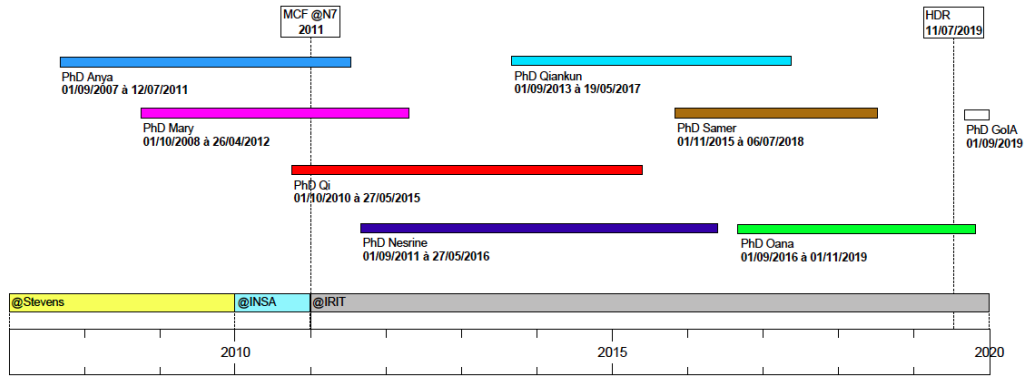 MCF @N7
2011
HDR
11/07/2019
PhD Anya
01/09/2007 à 12/07/2011
PhD Qiankun
01/09/2013 à 19/05/2017
PhD Mary
01/10/2008 à 26/04/2012
PhD Samer
01/11/2015 à 06/07/2018
PhD GolA
01/09/2019
PhD Qi
01/10/2010 à 27/05/2015
PhD Nesrine
01/09/2011 à 27/05/2016
PhD Oana
01/09/2016 à 01/11/2019
@Stevens
@INSA
@IRIT
2010
2015
2020